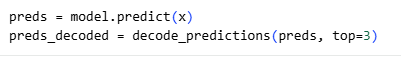 preds = model.predict(x)
preds_decoded = decode_predictions(preds, top=3)